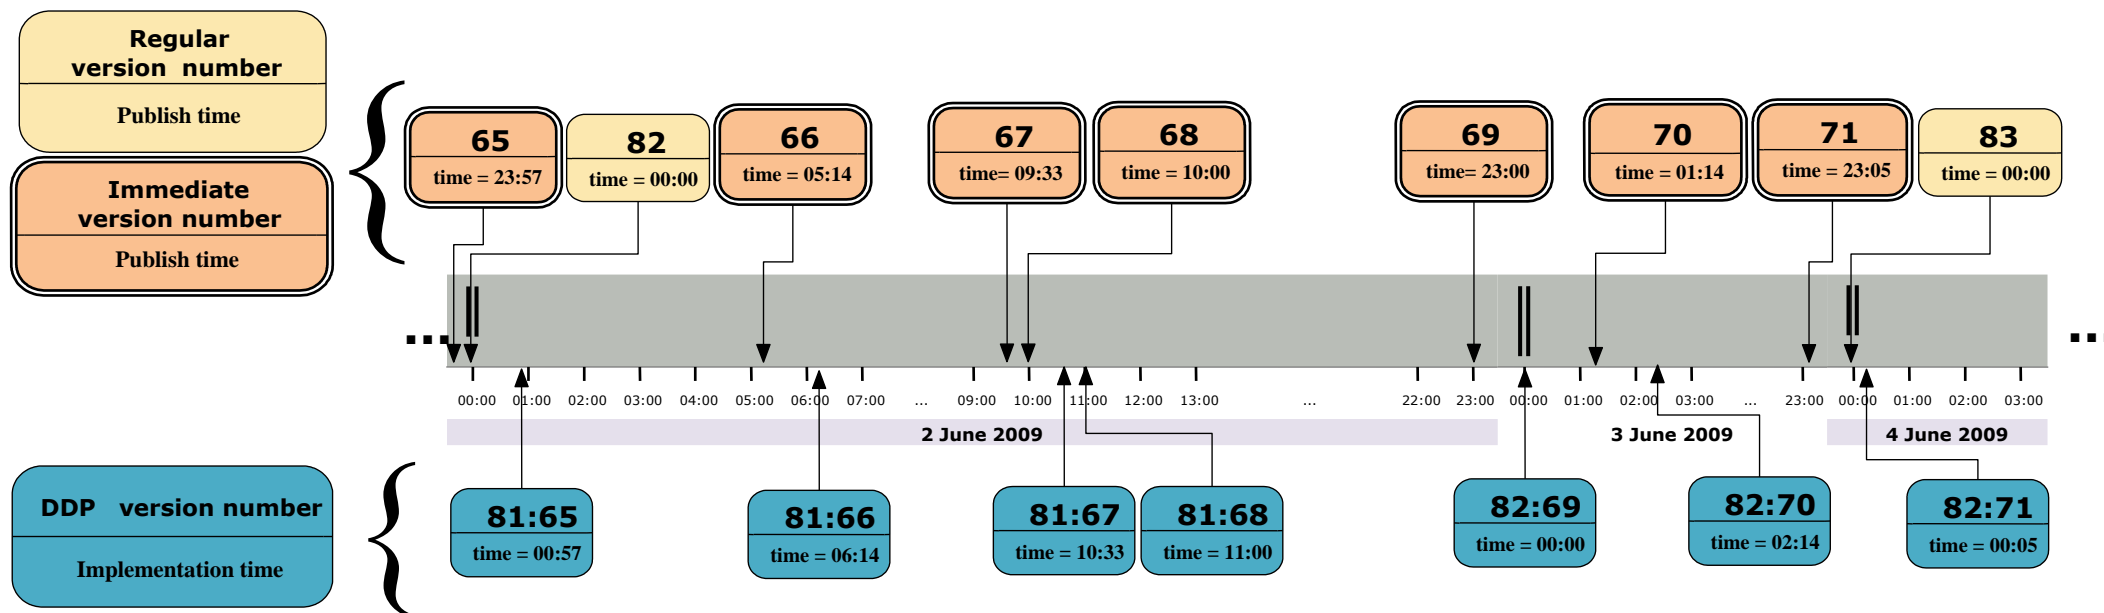 Regular
version number
Publish time
Immediate
version number
Publish time
65
time = 23:57
82
time = 00:00
66
time = 05:14
67
time= 09:33
68
time = 10:00
69
time= 23:00
70
time = 01:14
71
time = 23:05
83
time = 00:00
... ...
00:00 01:00 02:00 03:00 04:00 05:00 06:00 07:00 ... 09:00 10:00 11:00 12:00 13:00 ... 22:00 23:00 00:00 01:00 02:00 03:00 ... 23:00 00:00 01:00 02:00 03:00
2 June 2009 3 June 2009 4 June 2009
DDP version number
Implementation time
81:65
time = 00:57
81:66
time = 06:14
81:67
time = 10:33
81:68
time = 11:00
82:69
time = 00:00
82:70
time = 02:14
82:71
time = 00:05